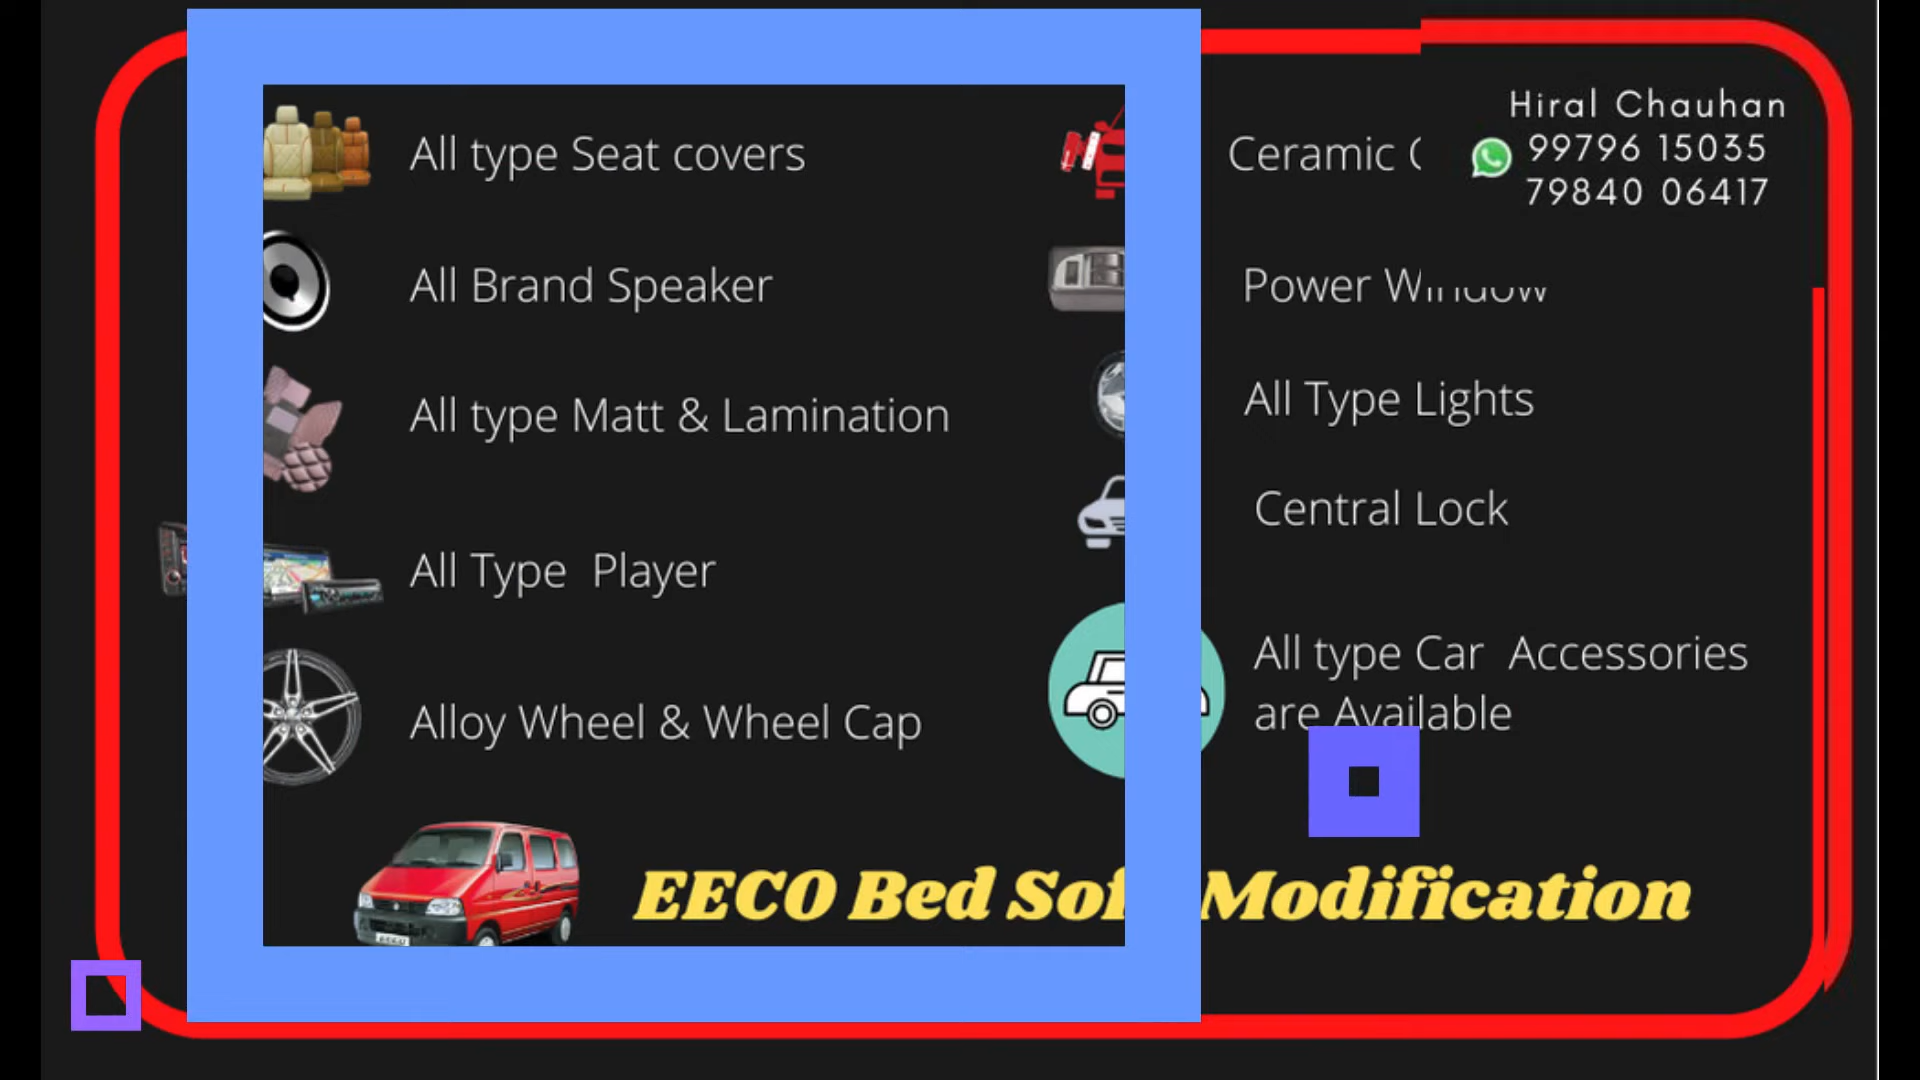 Hiral Chauhan
99796 15035
79840 06417
All type Seat covers
All Brand Speaker
All type Matt & Lamination
All Type Player
Alloy Wheel & Wheel Cap
Ceramic
Power Window
All Type Lights
Central Lock
All type Car Accessories
are Available
EECO Bed Modification